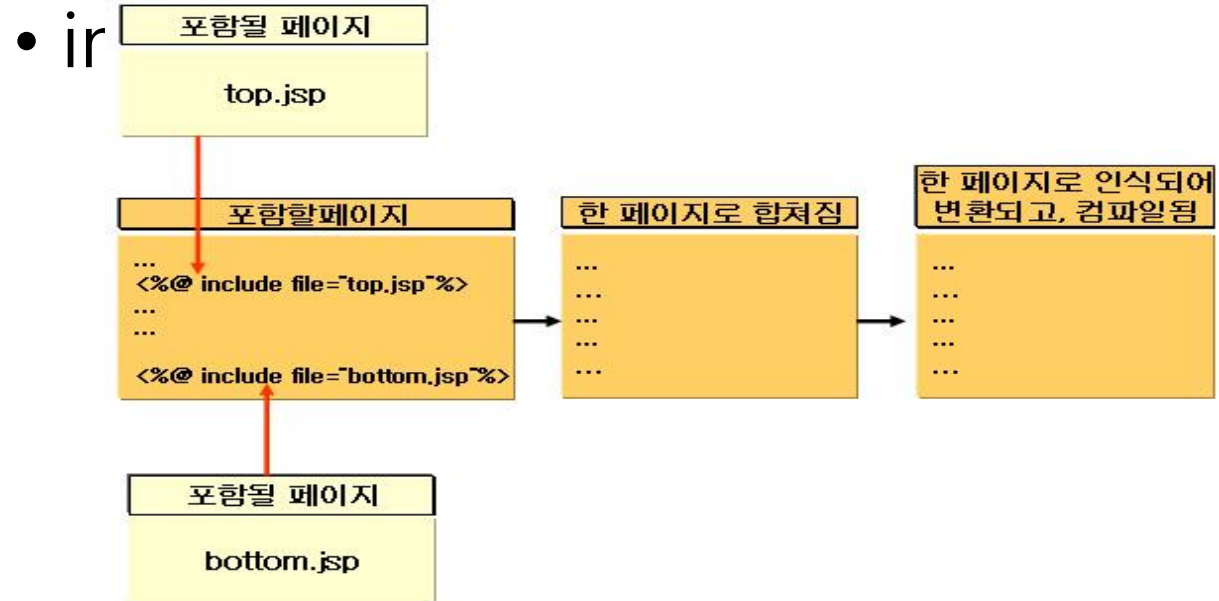 포함될 페이지
top.jsp
포함할페이지
...
<%@ include file="top.jsp"%>
...
...
<%@ include file="bottom.jsp"%>
한 페이지로 합쳐짐
...
...
...
...
...
한 페이지로 인식되어
변환되고, 컴파일됨
...
...
...
...
...
포함될 페이지
bottom.jsp